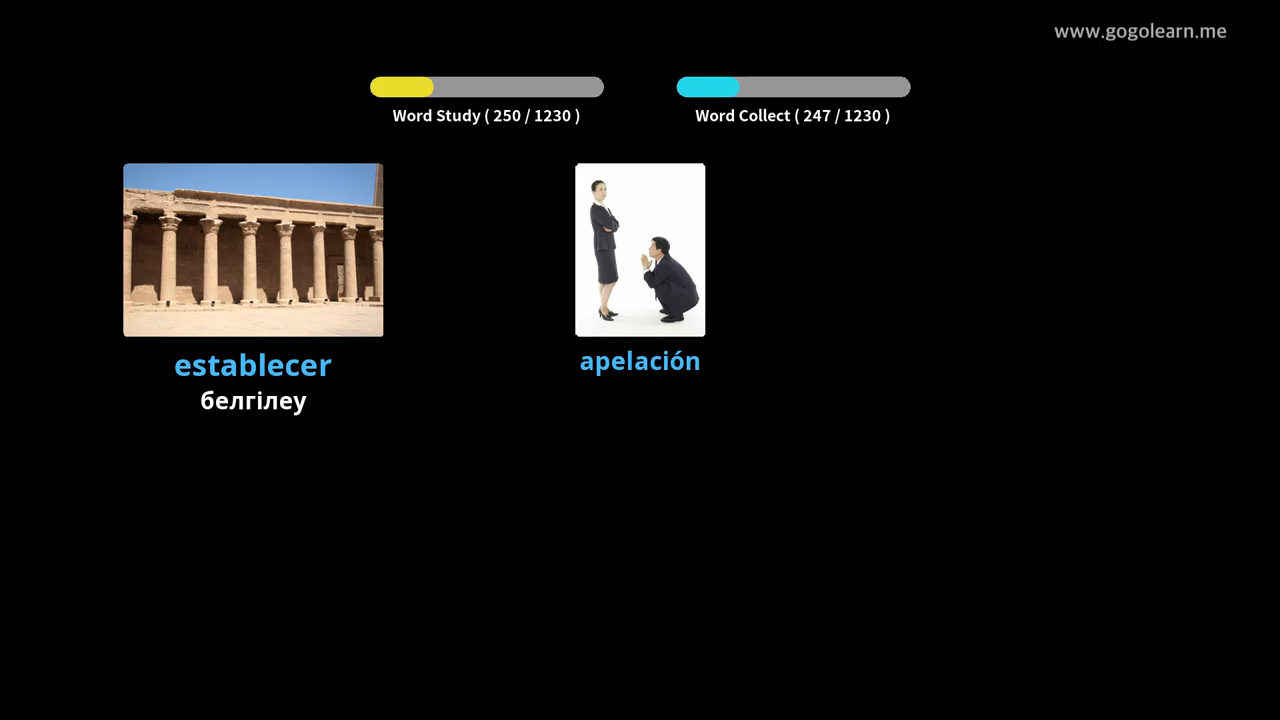 www.gogolearn.me
Word Study ( 250 / 1230 )
Word Collect ( 247 / 1230 )
establecer
белгілеу
apelación